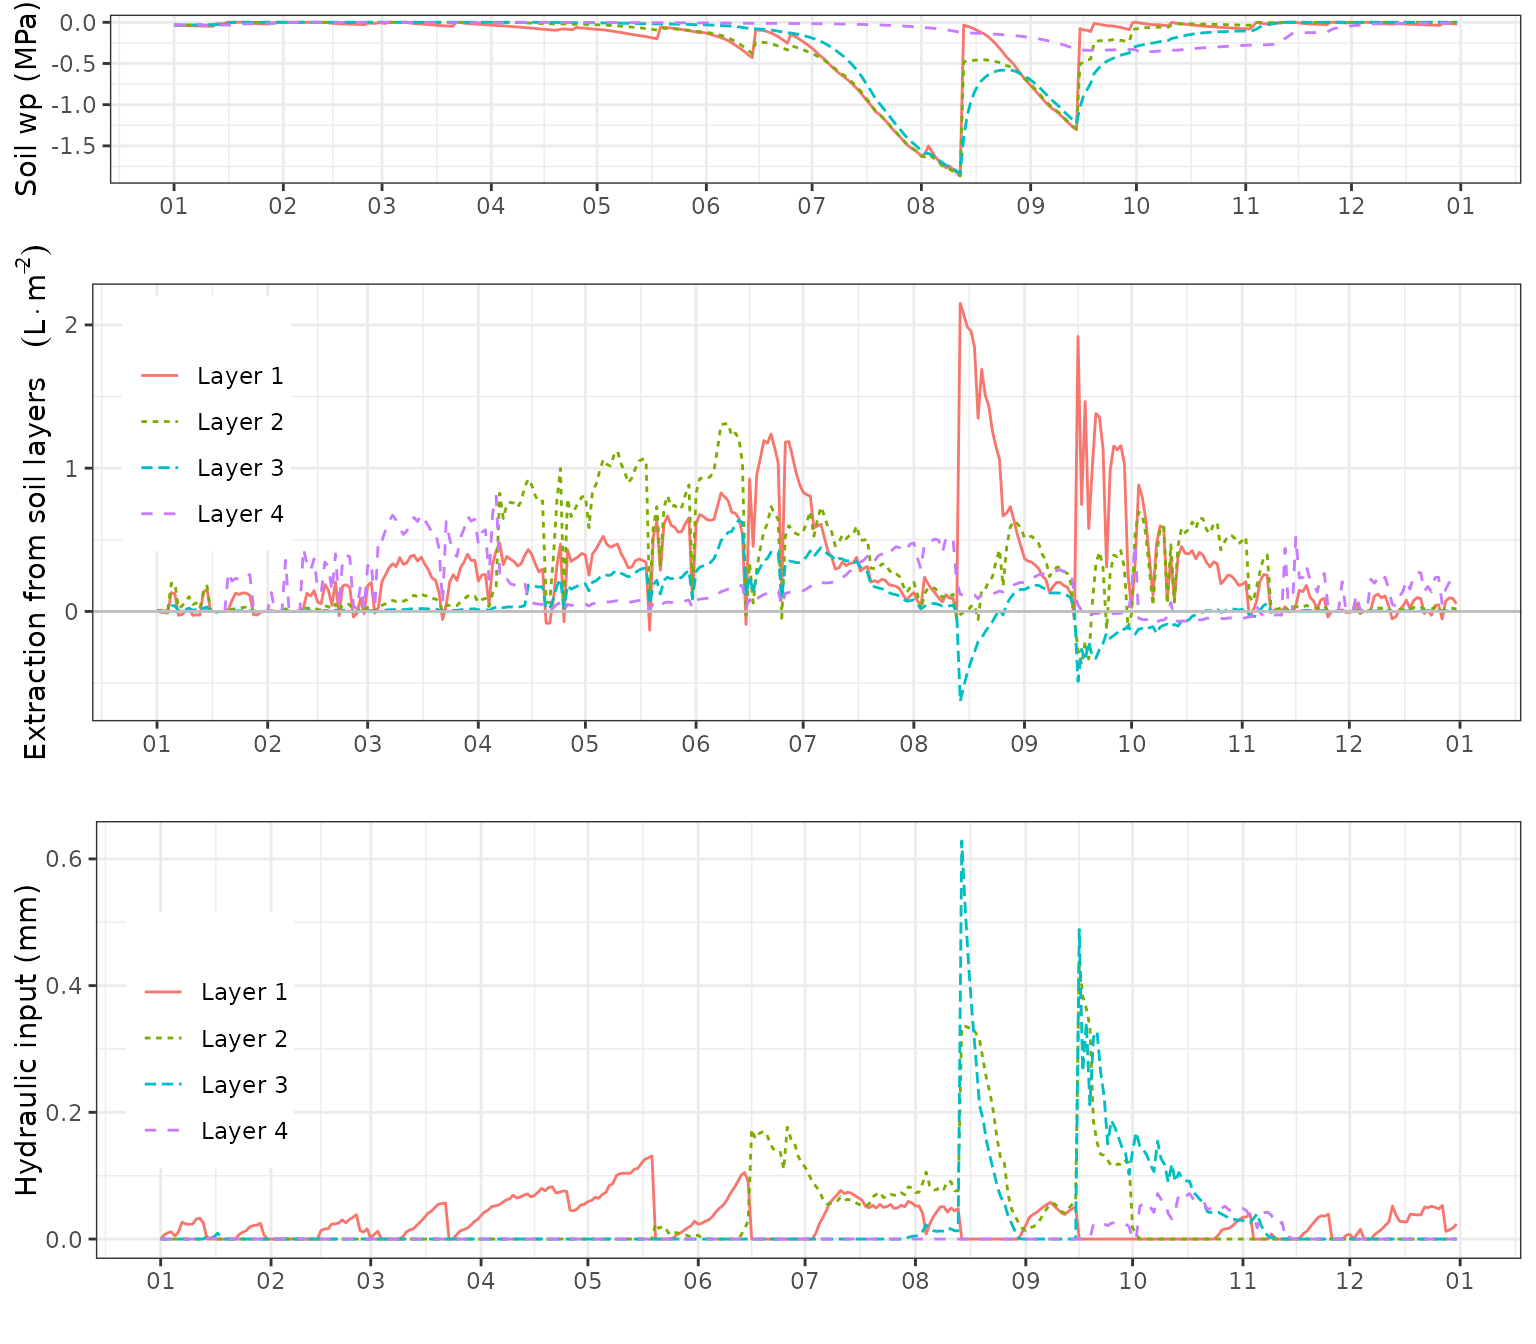 Soil wp (MPa)
0.0
-0.5
-1.0
-1.5
01 02 03 04 05 06 07 08 09 10 11 12 01
Extraction from soil layers (L·m⁻²)
2
1
0
Layer 1
Layer 2
Layer 3
Layer 4
01 02 03 04 05 06 07 08 09 10 11 12 01
Hydraulic input (mm)
0.6
0.4
0.2
0.0
Layer 1
Layer 2
Layer 3
Layer 4
01 02 03 04 05 06 07 08 09 10 11 12 01